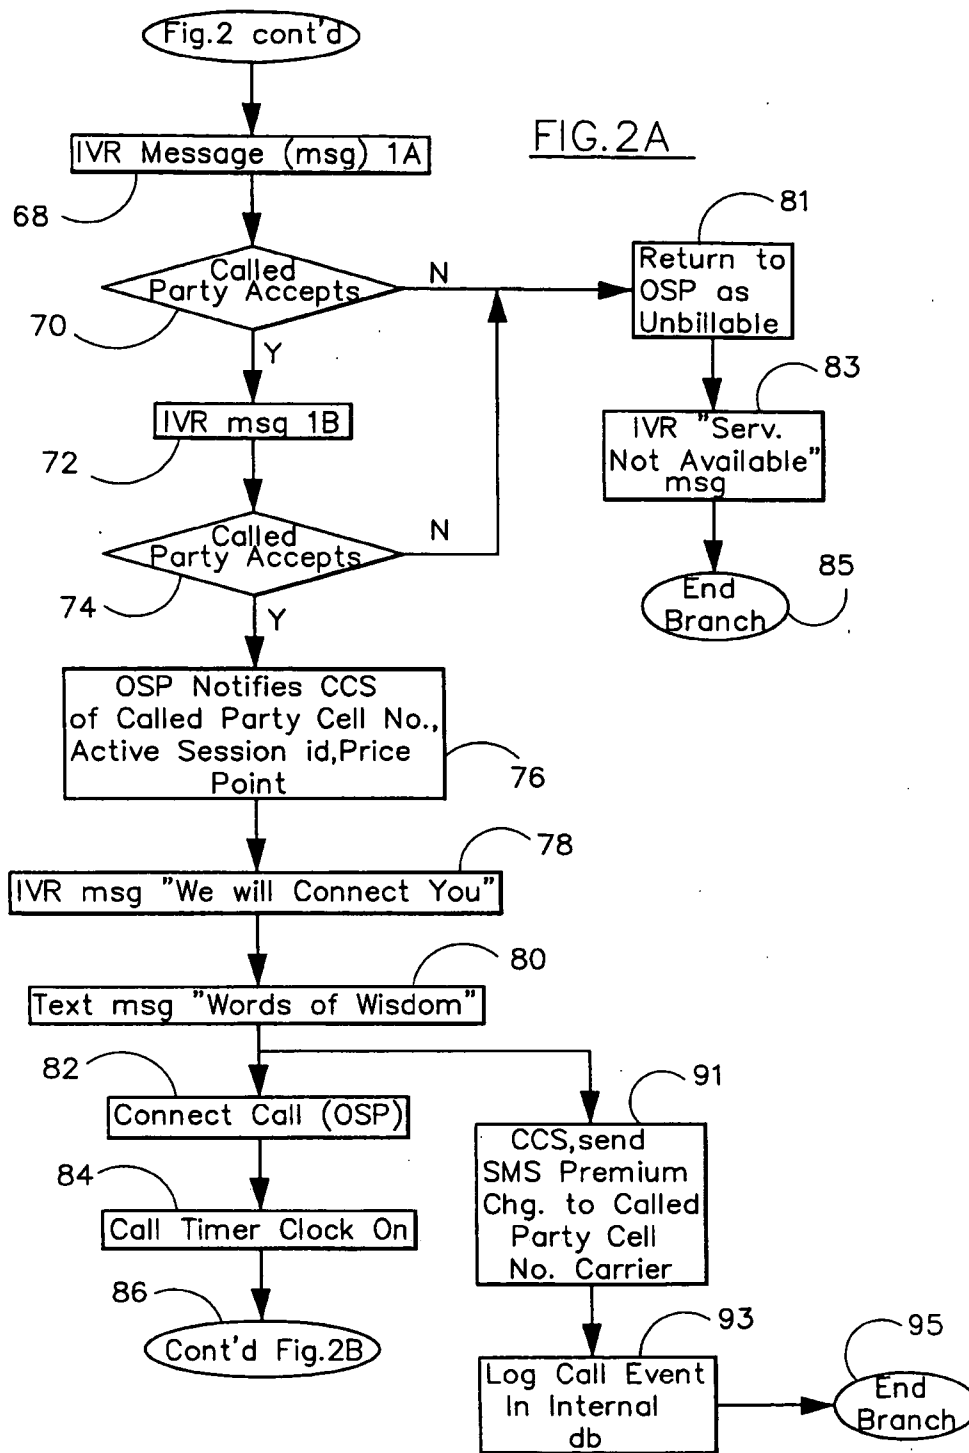 Fig.2 cont'd
FIG.2A
IVR Message (msg) 1A
68
81
Called
Party Accepts
N
70
Return to
OSP as
Unbillable
Y
83
IVR msg 1B
72
IVR "Serv.
Not Available"
msg
Called
Party Accepts
N
74
End
Branch
85
Y
OSP Notifies CCS
of Called Party Cell No.,
Active Session id,Price
Point
76
78
IVR msg "We will Connect You"
80
Text msg "Words of Wisdom"
82
91
Connect Call (OSP)
CCS,send
SMS Premium
Chg. to Called
Party Cell
No. Carrier
84
Call Timer Clock On
86
Cont'd Fig.2B
93
95
Log Call Event
In Internal
db
End
Branch